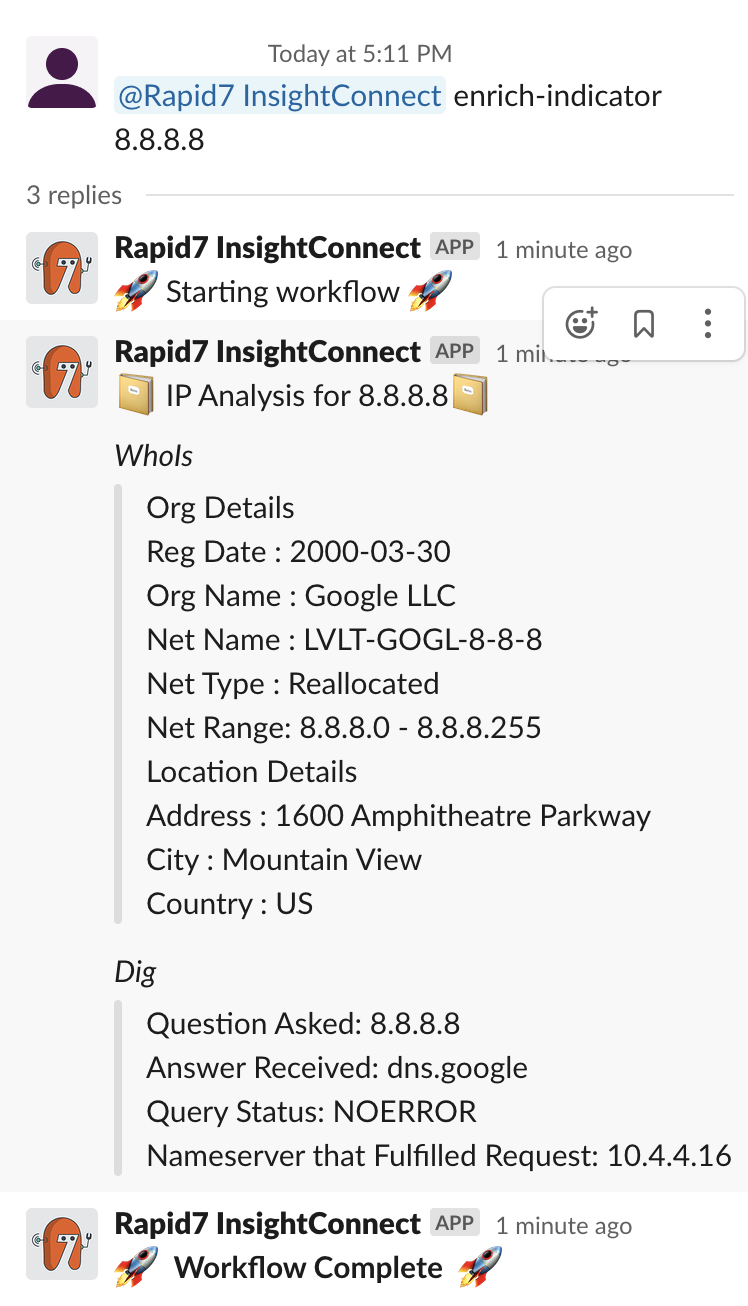 Today at 5:11 PM
@Rapid7 InsightConnect enrich-indicator
8.8.8.8
3 replies
Rapid7 InsightConnect APP 1 minute ago
🚀 Starting workflow 🚀
Rapid7 InsightConnect APP 1
📔 IP Analysis for 8.8.8.8 📔
WhoIs
Org Details
Reg Date : 2000-03-30
Org Name : Google LLC
Net Name : LVLT-GOGL-8-8-8
Net Type : Reallocated
Net Range: 8.8.8.0 - 8.8.8.255
Location Details
Address : 1600 Amphitheatre Parkway
City : Mountain View
Country : US
Dig
Question Asked: 8.8.8.8
Answer Received: dns.google
Query Status: NOERROR
Nameserver that Fulfilled Request: 10.4.4.16
Rapid7 InsightConnect APP 1 minute ago
🚀 Workflow Complete 🚀